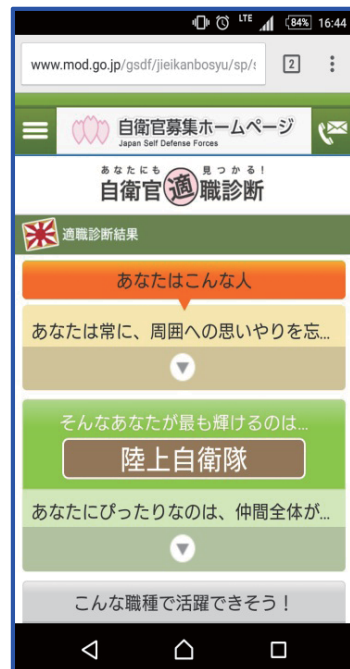 LTE 84% 16:44
www.mod.go.jp/gsdf/jieikanbosyu/sp/s
2
自衛官募集ホームページ
Japan Self Defense Forces
あなたにも 見つかる!
自衛官適職診断
適職診断結果
あなたはこんな人
あなたは常に、周囲への思いやりを忘...
そんなあなたが最も輝けるのは...
陸上自衛隊
あなたにぴったりなのは、仲間全体が...
こんな職種で活躍できそう!